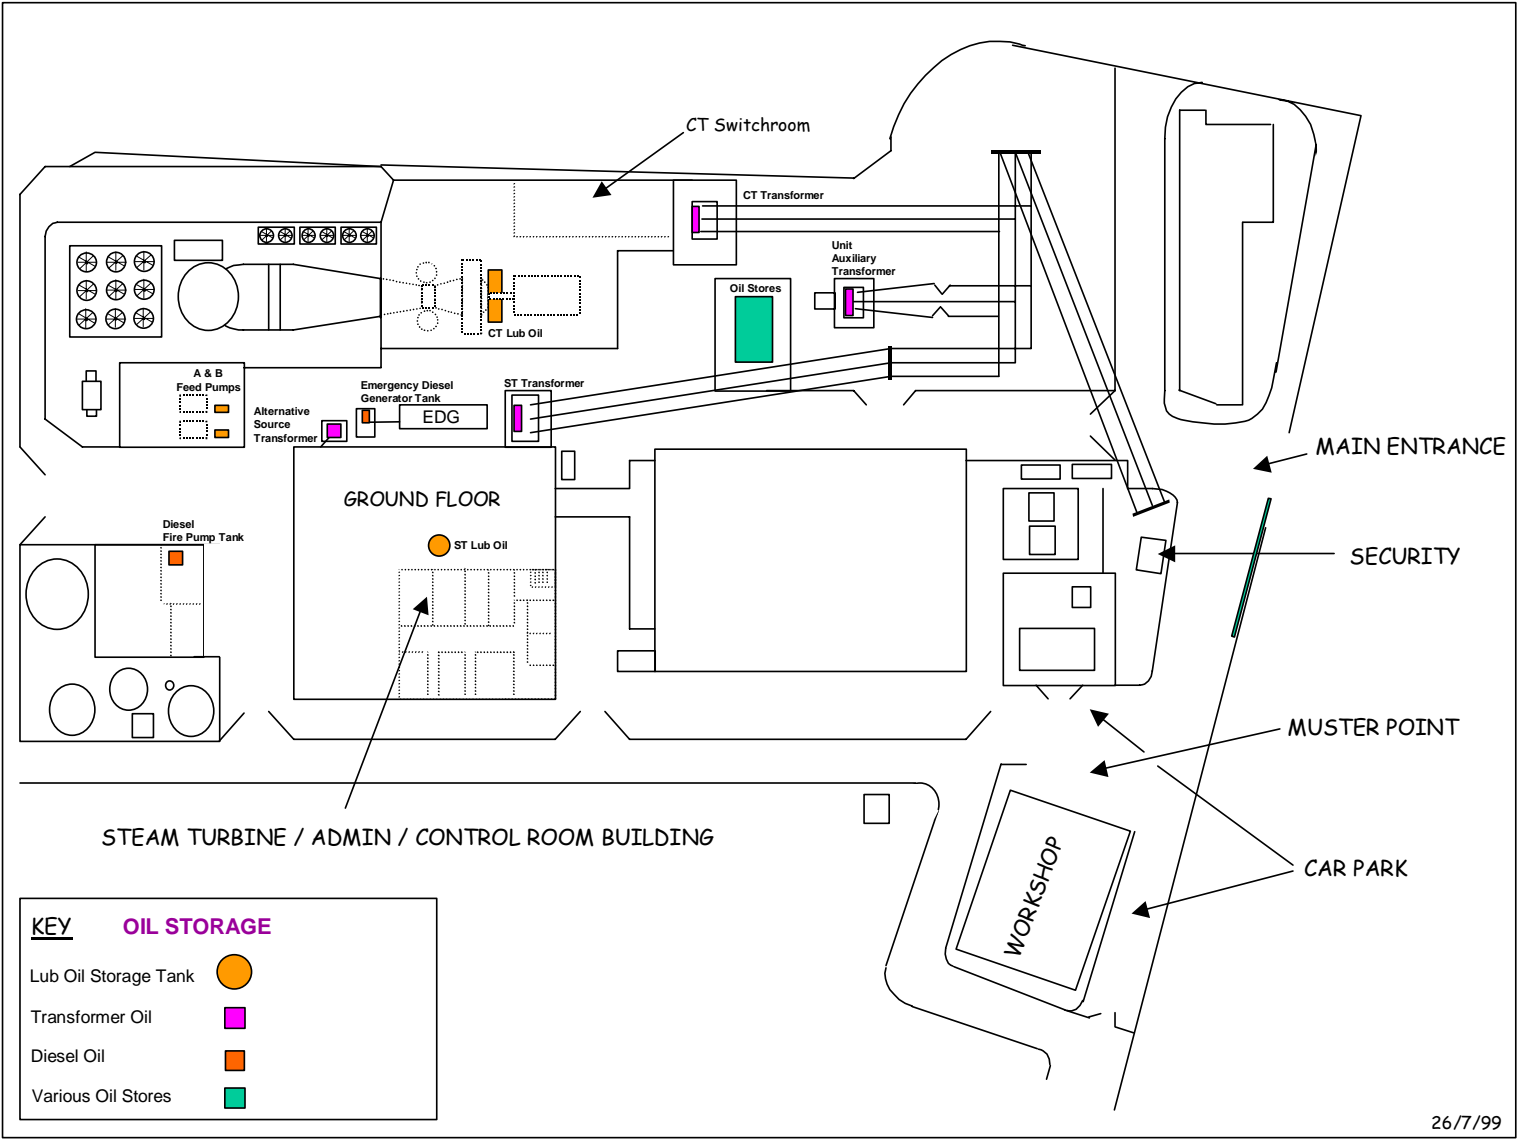 CT Switchroom
CT Transformer
Unit
Auxiliary
Transformer
Oil Stores
CT Lub Oil
A & B
Feed Pumps
Emergency Diesel
Generator Tank
ST Transformer
Alternative
Source
Transformer
EDG
MAIN ENTRANCE
GROUND FLOOR
Diesel
Fire Pump Tank
ST Lub Oil
SECURITY
MUSTER POINT
STEAM TURBINE / ADMIN / CONTROL ROOM BUILDING
CAR PARK
WORKSHOP
KEY OIL STORAGE
Lub Oil Storage Tank
Transformer Oil
Diesel Oil
Various Oil Stores
26/7/99